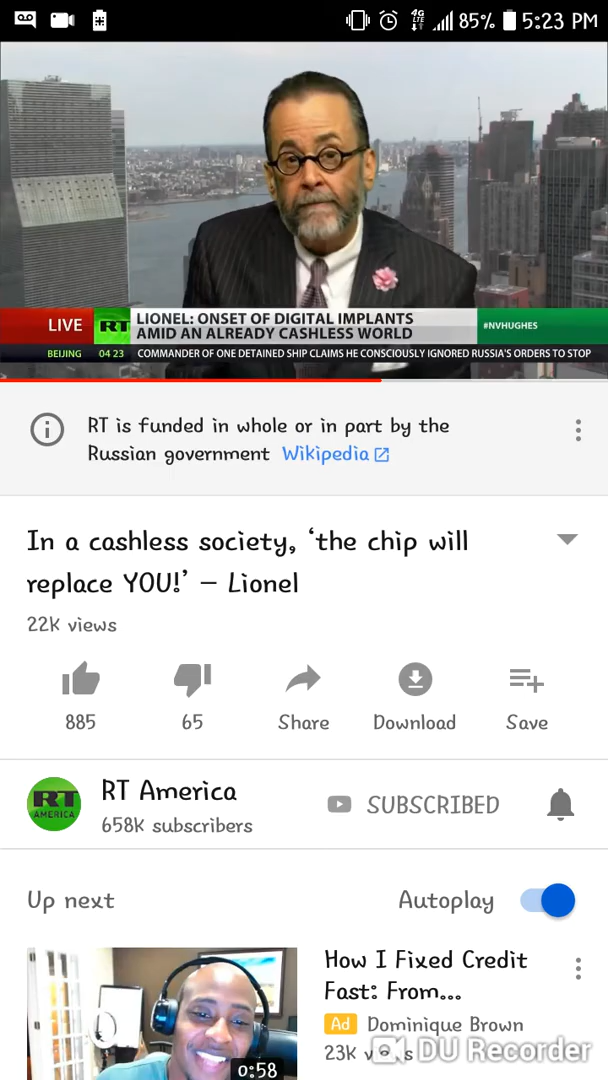 4G
LTE
85%
5:23 PM
LIVE
RT
LIONEL: ONSET OF DIGITAL IMPLANTS
AMID AN ALREADY CASHLESS WORLD
#NVHUGHES
BEIJING 04 23 COMMANDER OF ONE DETAINED SHIP CLAIMS HE CONSCIOUSLY IGNORED RUSSIA'S ORDERS TO STOP
RT is funded in whole or in part by the
Russian government Wikipedia
In a cashless society, ‘the chip will
replace YOU!’ – Lionel
22K views
885
65
Share
Download
Save
RT
AMERICA
RT America
658K subscribers
SUBSCRIBED
Up next
Autoplay
0:58
How I Fixed Credit
Fast: From...
Ad Dominique Brown
23K views
DU Recorder